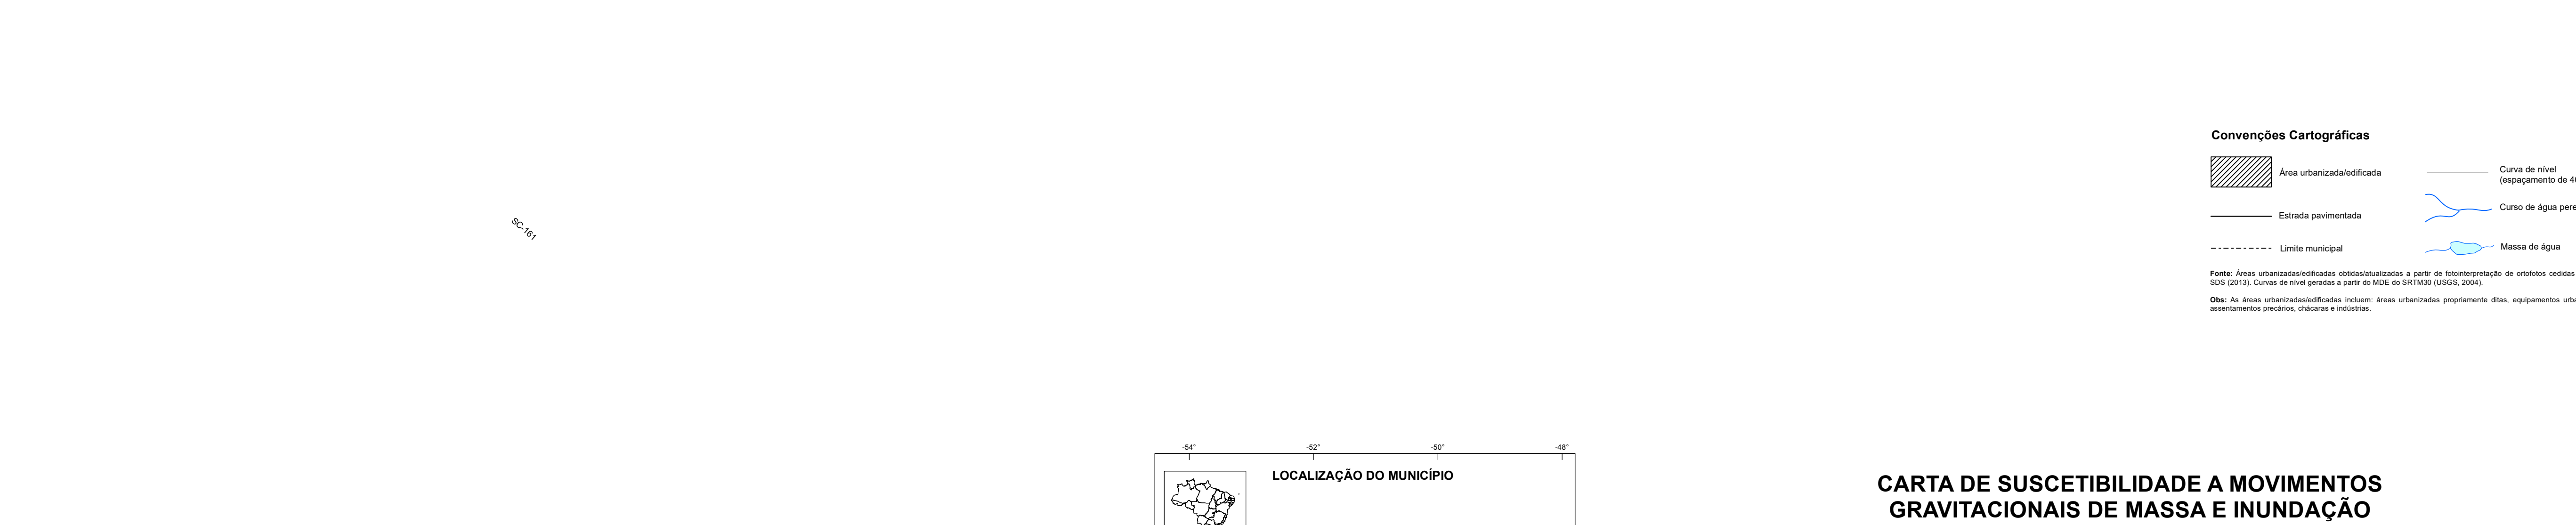 Convenções Cartográficas
Área urbanizada/edificada
Curva de nível
(espaçamento de
Estrada pavimentada
Curso de água
Limite municipal
Massa de água
Fonte: Áreas urbanizadas/edificadas obtidas/atualizadas a partir de fotointerpretação de ortofotos cedidas
SDS (2013). Curvas de nível geradas a partir do MDE do SRTM30 (USGS, 2004).
Obs: As áreas urbanizadas/edificadas incluem: áreas urbanizadas propriamente ditas, equipamentos
assentamentos precários, chácaras e indústrias.
SC-161
-54°
-52°
-50°
-48°
LOCALIZAÇÃO DO MUNICÍPIO
CARTA DE SUSCETIBILIDADE A MOVIMENTOS
GRAVITACIONAIS DE MASSA E INUNDAÇÃO